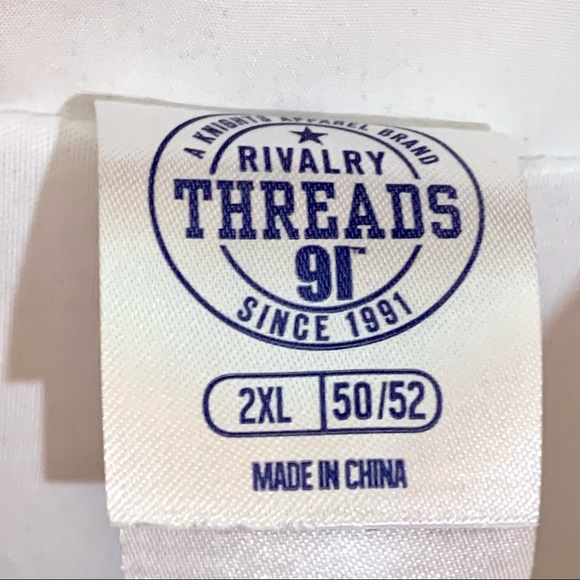 A KNIGHTS APPAREL BRAND
RIVALRY
THREADS
91
SINCE 1991
2XL 50/52
MADE IN CHINA